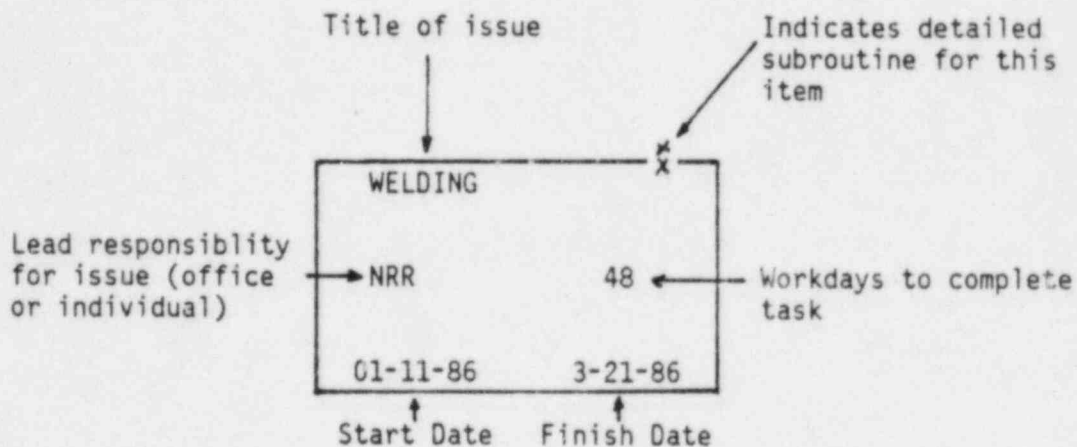 Title of issue
Indicates detailed
subroutine for this
item
x
x
WELDING
Lead responsiblity
for issue (office
or individual)
NRR
48
Workdays to complete
task
01-11-86
3-21-86
Start Date
Finish Date